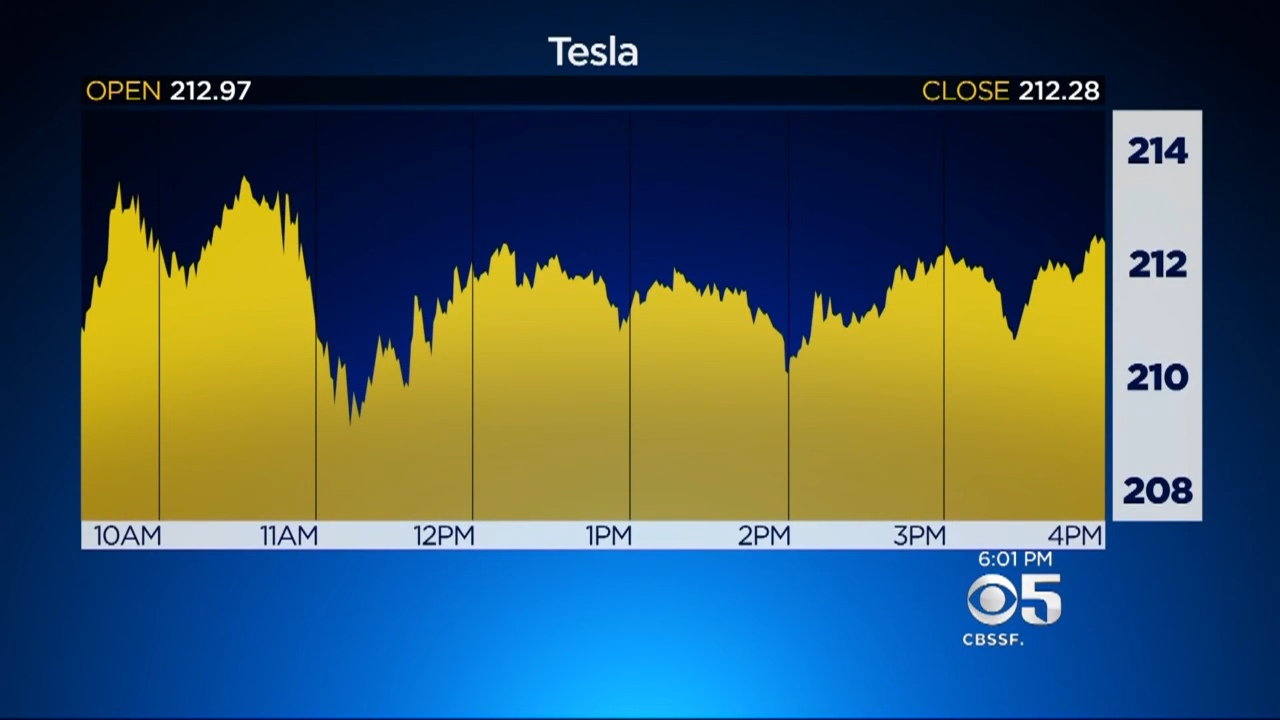 Tesla
OPEN 212.97 CLOSE 212.28
214
212
210
208
10AM 11AM 12PM 1PM 2PM 3PM 4PM
6:01 PM
5
CBSSF.